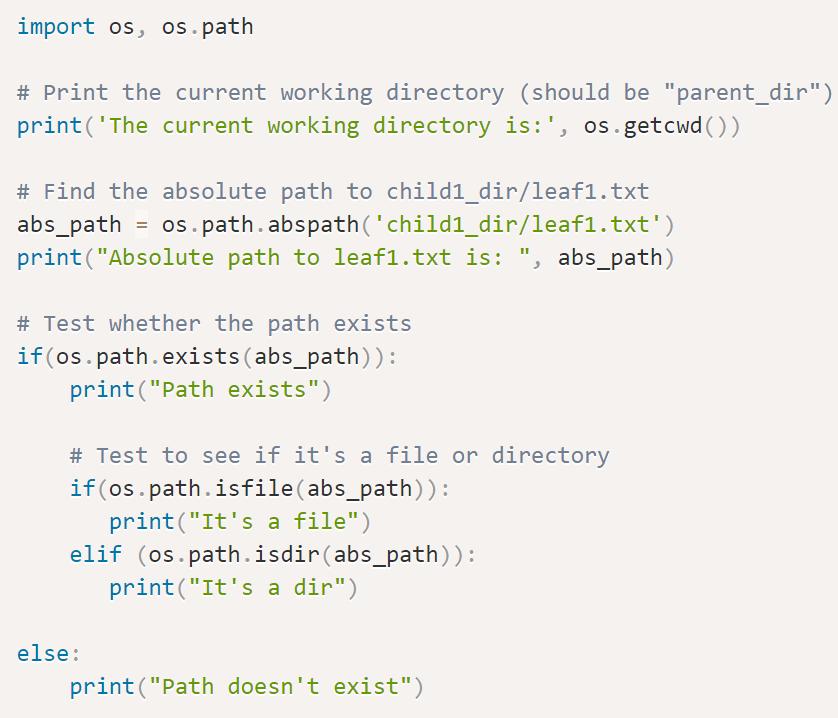 import os, os.path
# Print the current working directory (should be "parent_dir")
print('The current working directory is:', os.getcwd())
# Find the absolute path to child1_dir/leaf1.txt
abs_path = os.path.abspath('child1_dir/leaf1.txt')
print("Absolute path to leaf1.txt is: ", abs_path)
# Test whether the path exists
if(os.path.exists(abs_path)):
    print("Path exists")
    # Test to see if it's a file or directory
    if(os.path.isfile(abs_path)):
       print("It's a file")
    elif (os.path.isdir(abs_path)):
       print("It's a dir")
else:
    print("Path doesn't exist")